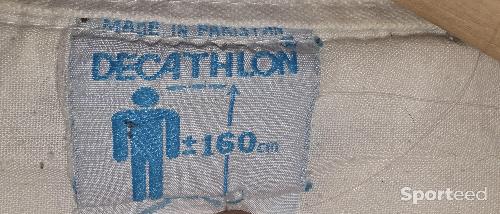 MADE IN PAKISTAN
DECATHLON
±160cm
Sporteed